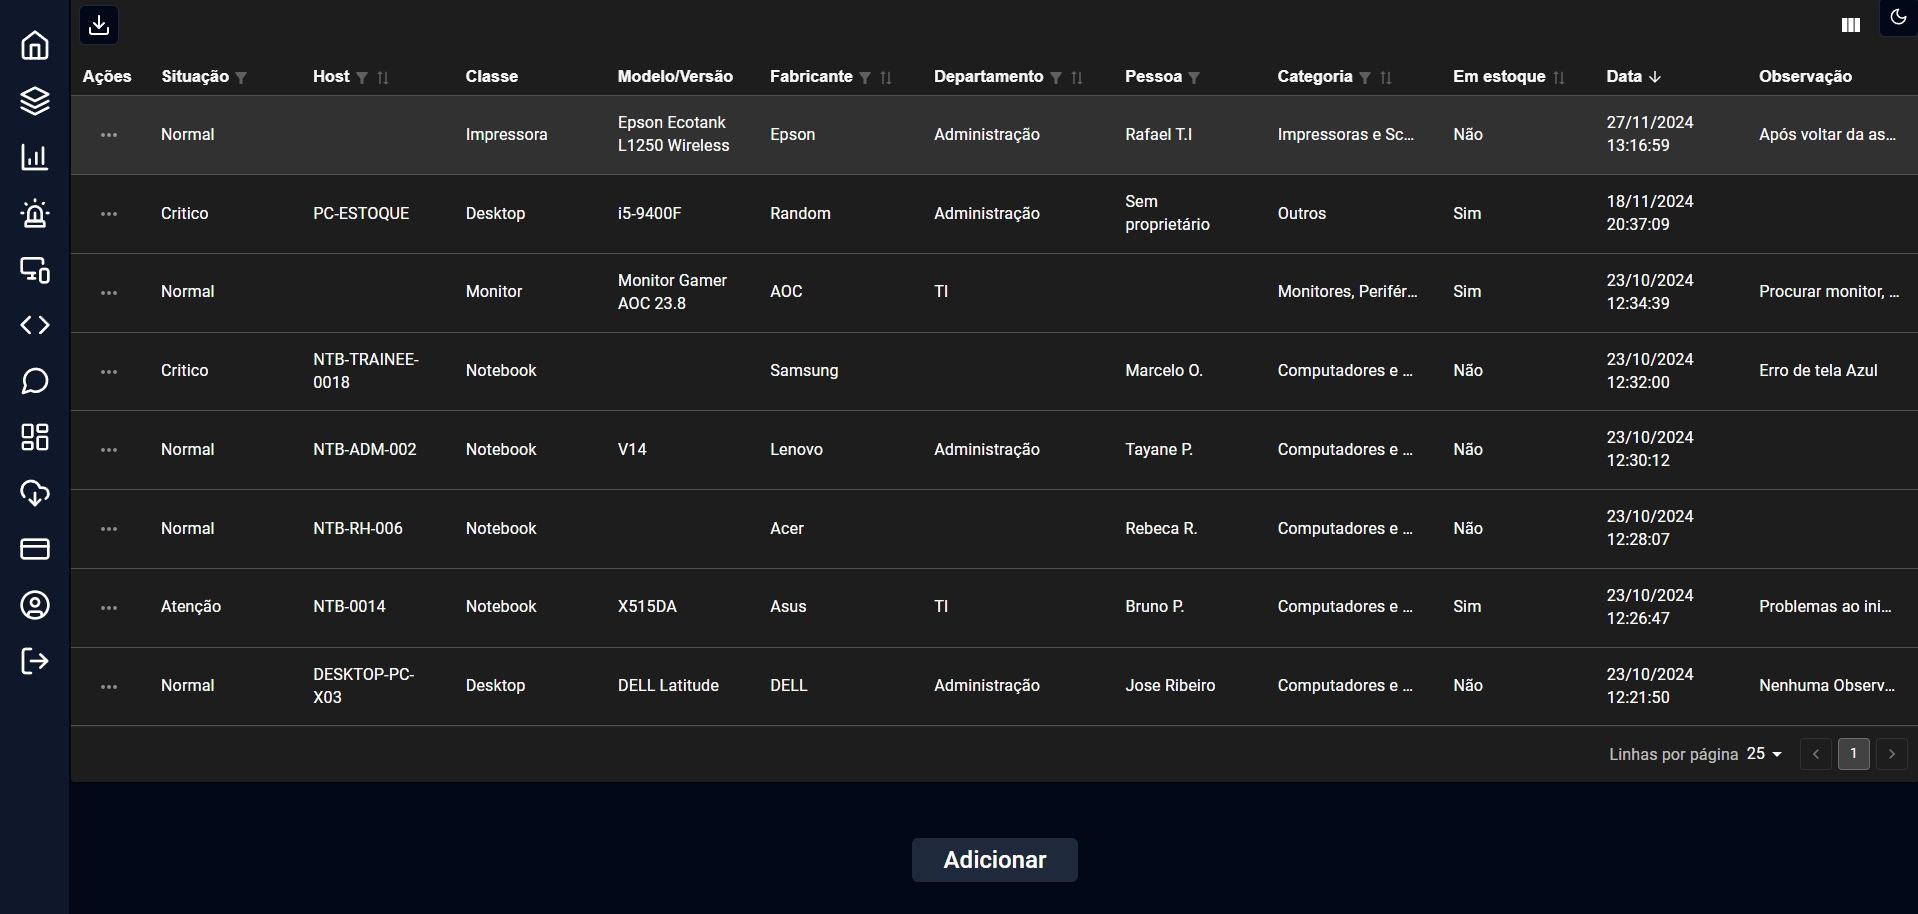 Ações Situação Host Classe Modelo/Versão Fabricante Departamento Pessoa Categoria Em estoque Data Observação
Normal Impressora Epson Ecotank L1250 Wireless Epson Administração Rafael T.I Impressoras e Sc... Não 27/11/2024 13:16:59 Após voltar da as...
Critico PC-ESTOQUE Desktop i5-9400F Random Administração Sem proprietário Outros Sim 18/11/2024 20:37:09
Normal Monitor Monitor Gamer AOC 23.8 AOC TI Monitores, Perifér... Sim 23/10/2024 12:34:39 Procurar monitor, ...
Critico NTB-TRAINEE-0018 Notebook Samsung Marcelo O. Computadores e ... Não 23/10/2024 12:32:00 Erro de tela Azul
Normal NTB-ADM-002 Notebook V14 Lenovo Administração Tayane P. Computadores e ... Não 23/10/2024 12:30:12
Normal NTB-RH-006 Notebook Acer Rebeca R. Computadores e ... Não 23/10/2024 12:28:07
Atenção NTB-0014 Notebook X515DA Asus TI Bruno P. Computadores e ... Sim 23/10/2024 12:26:47 Problemas ao ini...
Normal DESKTOP-PC-X03 Desktop DELL Latitude DELL Administração Jose Ribeiro Computadores e ... Não 23/10/2024 12:21:50 Nenhuma Observ...
Linhas por página 25 1
Adicionar